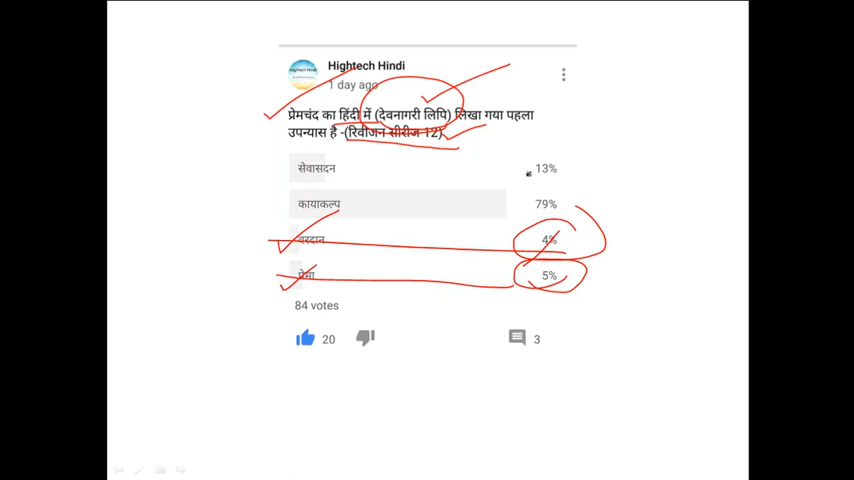 Hightech Hindi
1 day ago
प्रेमचंद का हिंदी में (देवनागरी लिपि) लिखा गया पहला
उपन्यास है -(रिवीजन सीरीज 12)
सेवासदन 13%
कायाकल्प 79%
वरदान 4%
प्रेमा 5%
84 votes
20 3